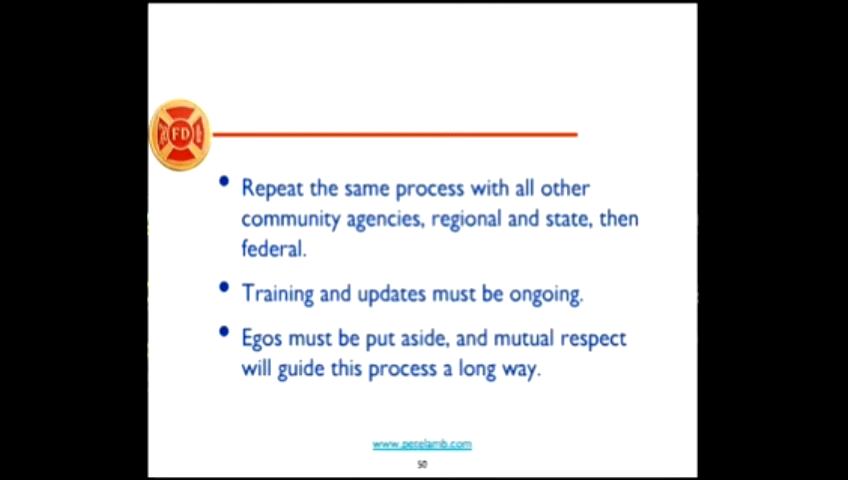 FD
• Repeat the same process with all other
community agencies, regional and state, then
federal.
• Training and updates must be ongoing.
• Egos must be put aside, and mutual respect
will guide this process a long way.
www.petelamb.com
50